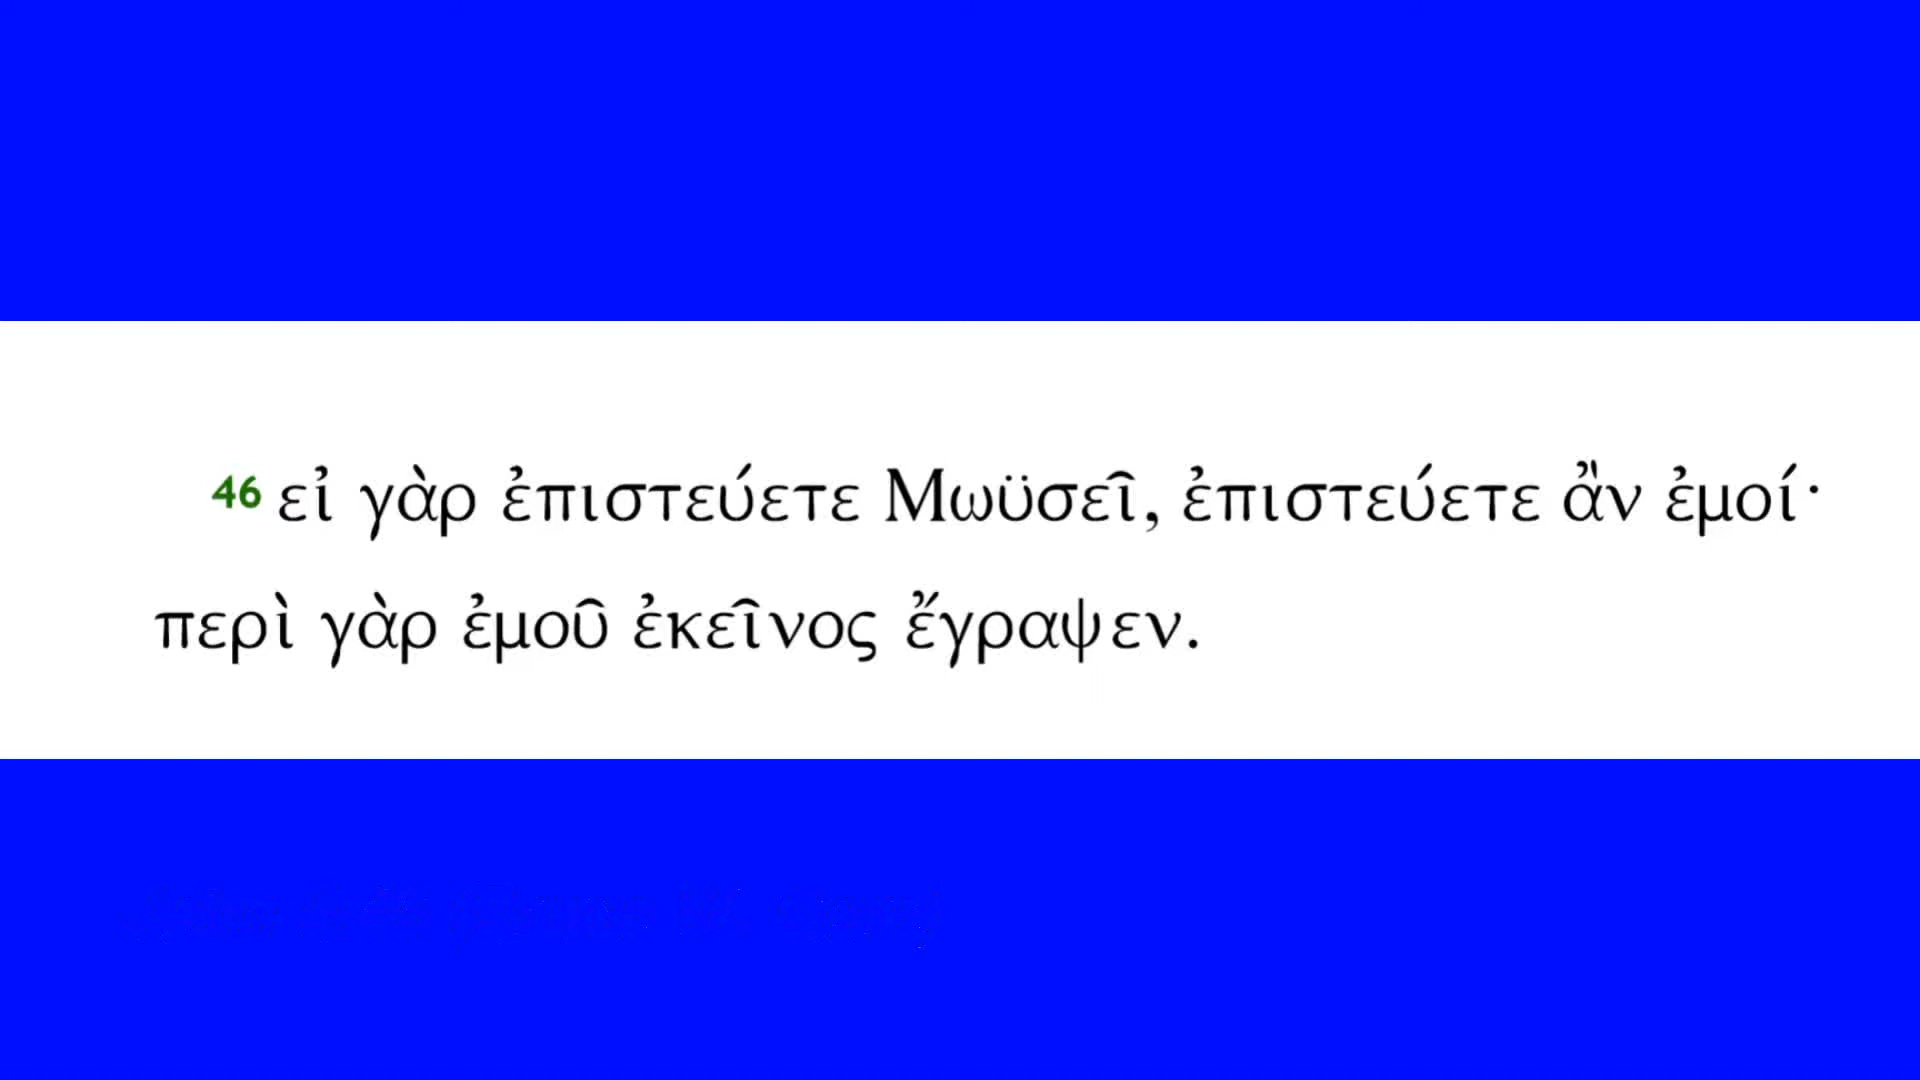 46 εἰ γὰρ ἐπιστεύετε Μωϋσεῖ, ἐπιστεύετε ἂν ἐμοί·
περὶ γὰρ ἐμοῦ ἐκεῖνος ἔγραψεν.